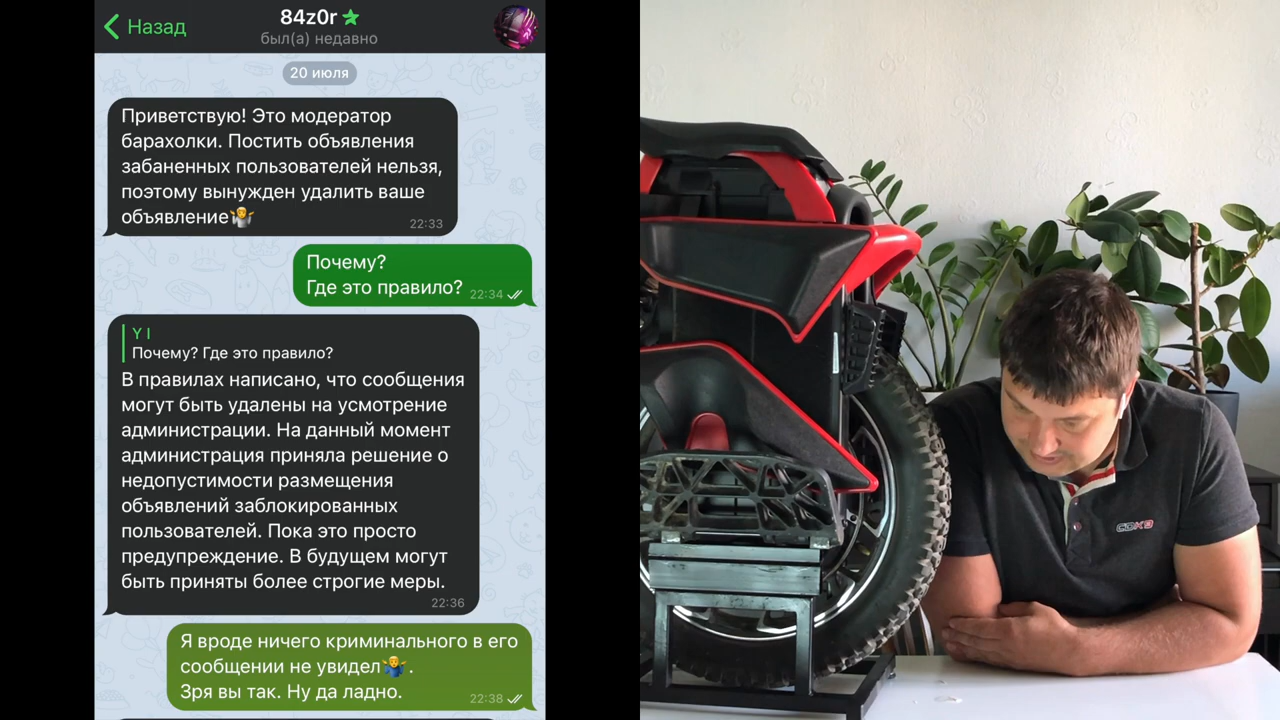 Назад
84z0r
был(а) недавно
20 июля
Приветствую! Это модератор
барахолки. Постить объявления
забаненных пользователей нельзя,
поэтому вынужден удалить ваше
объявление🤷
22:33
Почему?
Где это правило?
22:34
Y I
Почему? Где это правило?
В правилах написано, что сообщения
могут быть удалены на усмотрение
администрации. На данный момент
администрация приняла решение о
недопустимости размещения
объявлений заблокированных
пользователей. Пока это просто
предупреждение. В будущем могут
быть приняты более строгие меры.
22:36
Я вроде ничего криминального в его
сообщении не увидел🤷‍♂️.
Зря вы так. Ну да ладно.
22:38